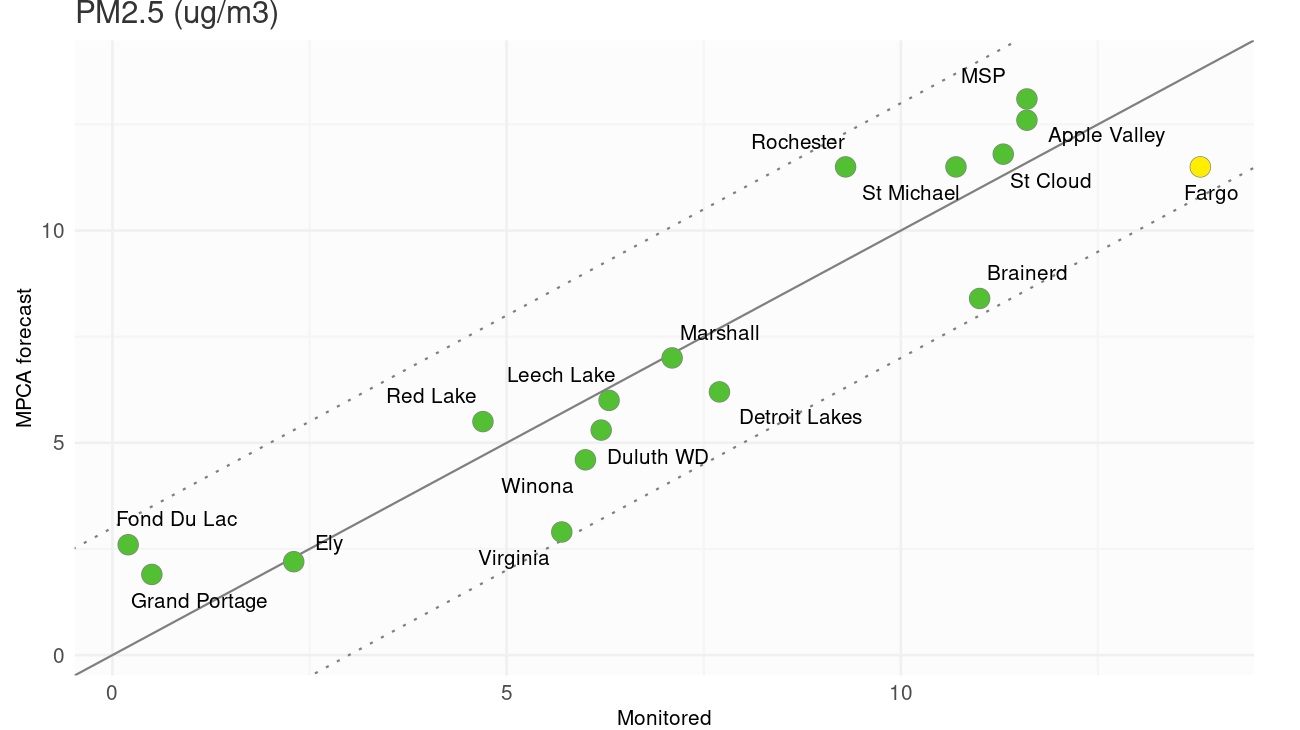 PM2.5 (ug/m3)
MSP
Apple Valley
Rochester
St Cloud
St Michael
Fargo
10
Brainerd
MPCA forecast
Marshall
Leech Lake
Red Lake
Detroit Lakes
5
Duluth WD
Winona
Fond Du Lac
Ely
Virginia
Grand Portage
0
0 5 10
Monitored